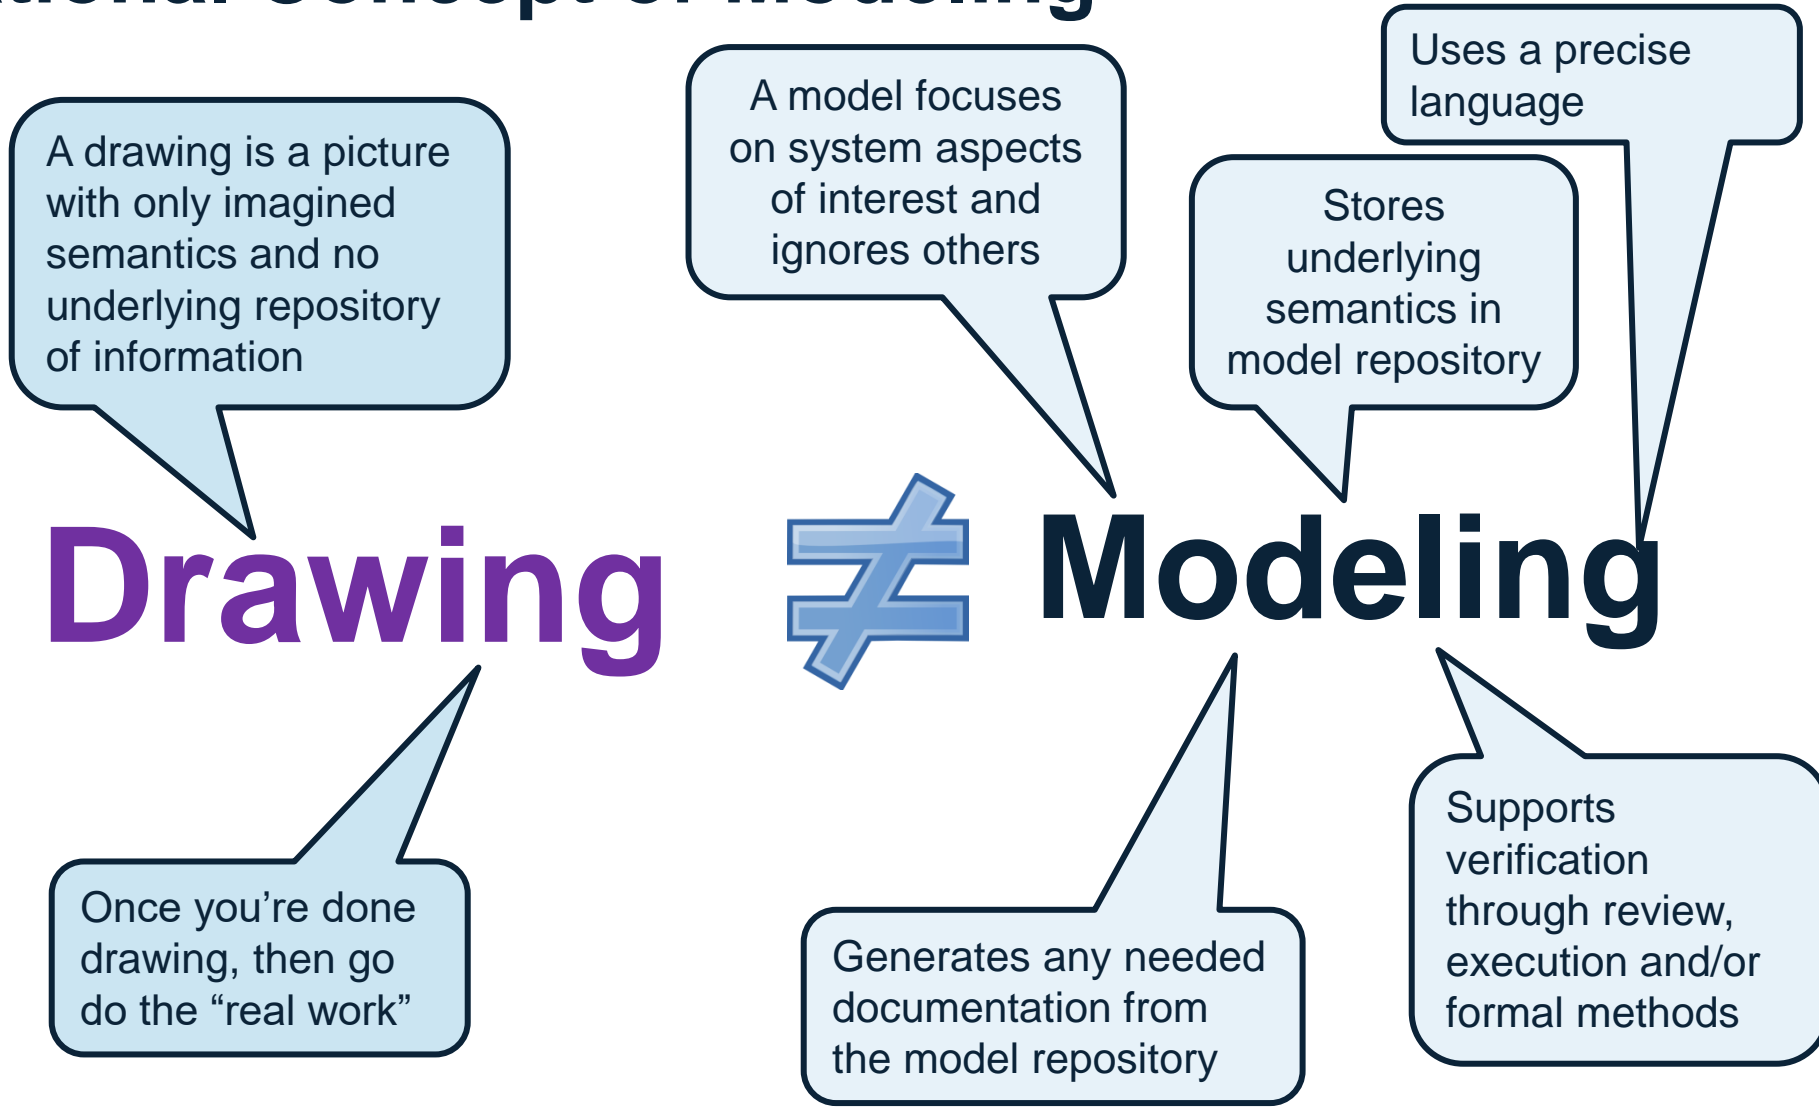 Concept of Modeling
Uses a precise
language
A model focuses
on system aspects
of interest and
ignores others
A drawing is a picture
with only imagined
semantics and no
underlying repository
of information
Stores
underlying
semantics in
model repository
Drawing ≠ Modeling
Once you’re done
drawing, then go
do the “real work”
Generates any needed
documentation from
the model repository
Supports
verification
through review,
execution and/or
formal methods